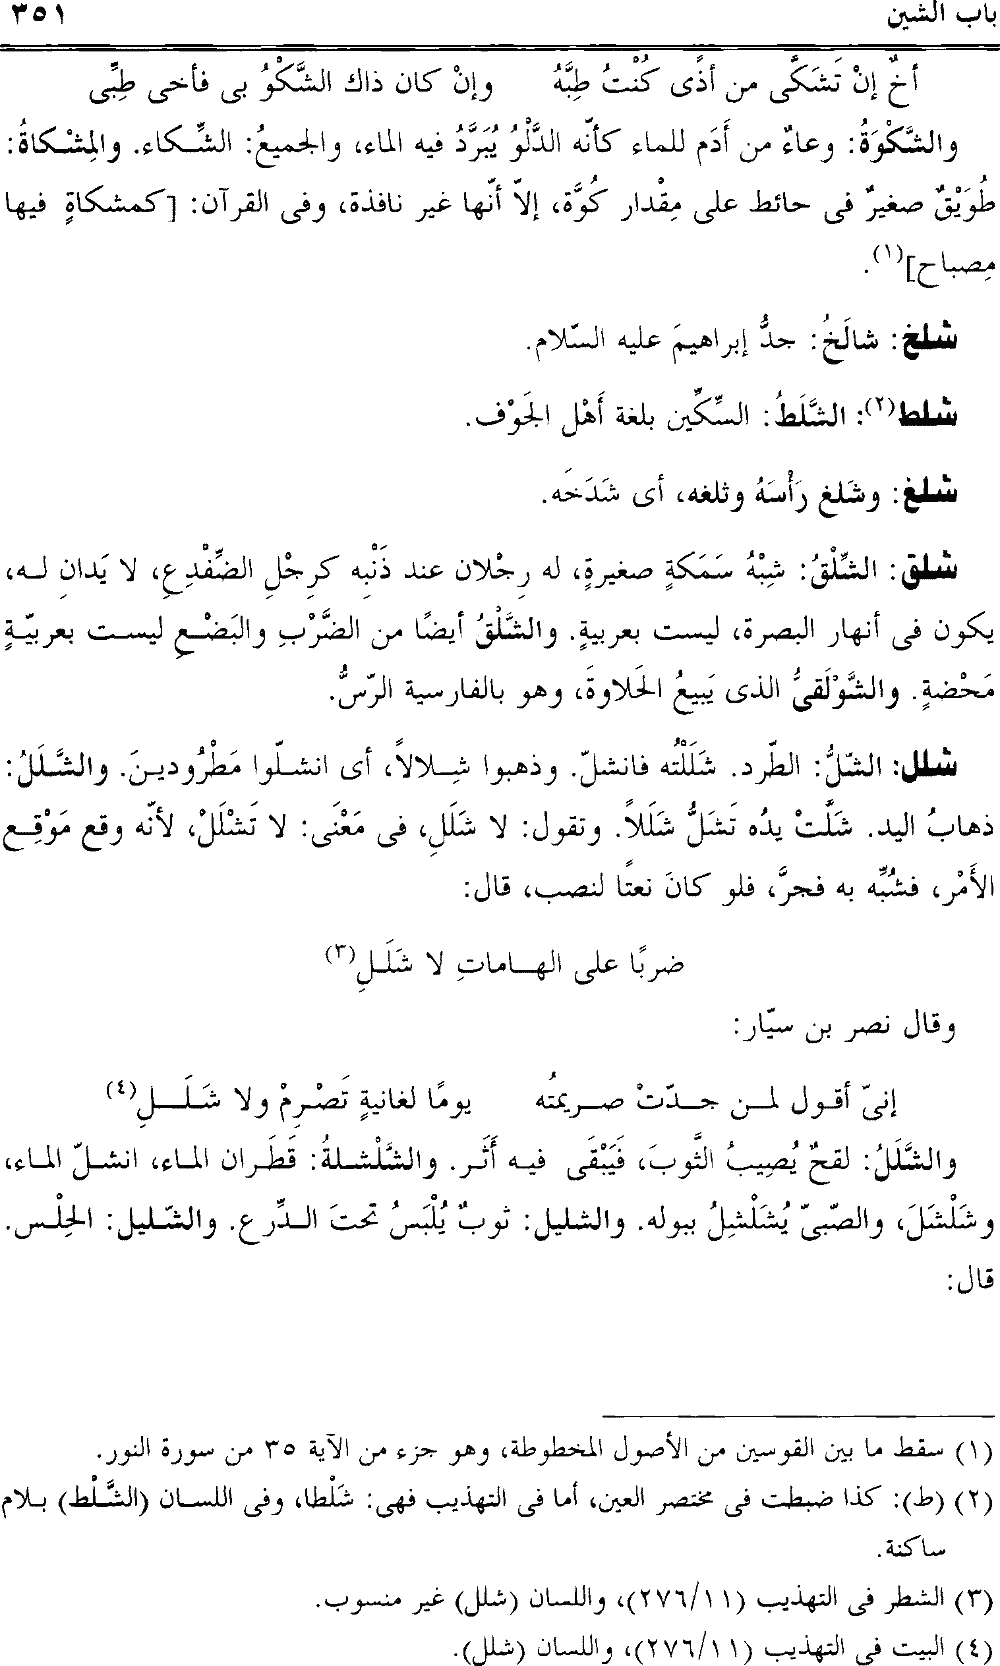 باب الشين ٣٥١
أخٌ إنْ تَشَكَّى من أذًى كُنْتُ طِبَّهُ وإنْ كان ذاك الشَّكْوُ بى فأخى طِبِّى
والشَّكْوَةُ: وعاءٌ من أَدَم للماء كأنّه الدَّلْوُ يُبَرَّدُ فيه الماء، والجميعُ: الشِّكاء. والمِشْكاةُ:
طُوَيْقٌ صغيرٌ فى حائط على مِقْدار كُوَّة، إلاّ أنّها غير نافذة، وفى القرآن: [كمشكاةٍ فيها
مِصباح](١).
شلخ: شالَخُ: جدُّ إبراهيمَ عليه السّلام.
شلط(٢): الشَّلَطُ: السِّكِّين بلغة أَهْل الجَوْف.
شلغ: وشَلغ رَأْسَهُ وثلغه، أى شَدَخَه.
شلق: الشِّلْقُ: شِبْهُ سَمَكةٍ صغيرةٍ، له رِجْلان عند ذَنْبِه كرِجْلِ الضِّفْدِعِ، لا يَدانِ لـه،
يكون فى أنهار البصرة، ليست بعربيةٍ. والشَّلْقُ أيضًا من الضَّرْبِ والبَضْعِ ليست بعربيّةٍ
مَحْضةٍ. والشَّوْلَقىُّ الذى يَبيعُ الحَلاوةَ، وهو بالفارسية الرّسُّ.
شلل: الشّلُّ: الطّرد. شَلَلْتُه فانشلّ. وذهبوا شِلالاً، أى انشلّوا مَطْرُودينَ. والشَّلَلُ:
ذهابُ اليد. شَلَّتْ يدُه تَشَلُّ شَلَلاً. وتقول: لا شَلَلِ، فى مَعْنَى: لا تَشْلَلْ، لأنّه وقع مَوْقِع
الأَمْر، فشُبِّه به فجرَّ، فلو كانَ نعتًا لنصب، قال:
ضربًا على الهاماتِ لا شَلَلِ(٣)
وقال نصر بن سيّار:
إنىّ أقول لمن جدّتْ صريمتُه يومًا لغانيةٍ تَصْرِمْ ولا شَلَلِ(٤)
والشَّلَلُ: لقحٌ يُصِيبُ الثَّوبَ، فَيَبْقَى فيه أَثَر. والشَّلْشلةُ: قَطَران الماء، انشلّ الماء،
وشَلْشَلَ، والصّبىّ يُشَلْشِلُ ببوله. والشليل: ثوبٌ يُلْبَسُ تحتَ الدِّرع. والشّليل: الحِلْس.
قال:
(١) سقط ما بين القوسين من الأصول المخطوطة، وهو جزء من الآية ٣٥ من سورة النور.
(٢) (ط): كذا ضبطت فى مختصر العين، أما فى التهذيب فهى: شَلْطا، وفى اللسان (الشَّلْط) بلام
ساكنة.
(٣) الشطر فى التهذيب (٢٧٦/١١)، واللسان (شلل) غير منسوب.
(٤) البيت فى التهذيب (٢٧٦/١١)، واللسان (شلل).